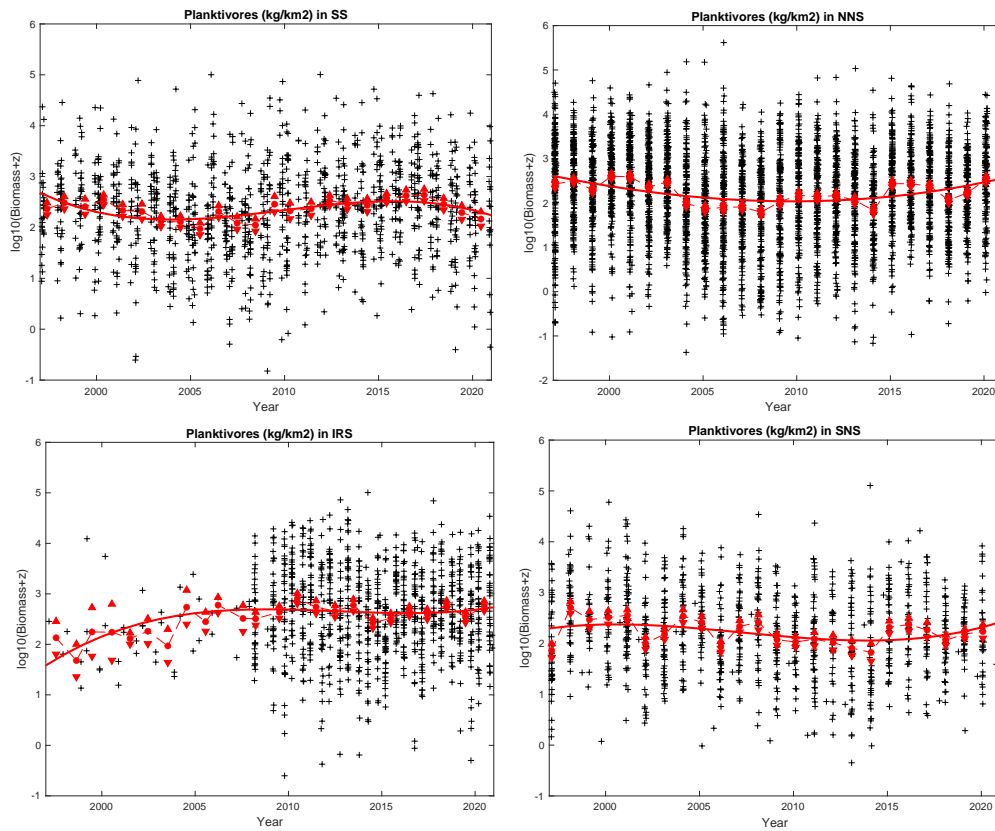 Planktivores (kg/km2) in SS
6
5
4
3
2
1
0
-1
log10(Biomass+z)
2000 2005 2010 2015 2020
Year
Planktivores (kg/km2) in NNS
6
5
4
3
2
1
0
-1
-2
log10(Biomass+z)
2000 2005 2010 2015 2020
Year
Planktivores (kg/km2) in IRS
6
5
4
3
2
1
0
-1
log10(Biomass+z)
2000 2005 2010 2015 2020
Year
Planktivores (kg/km2) in SNS
6
5
4
3
2
1
0
-1
log10(Biomass+z)
2000 2005 2010 2015 2020
Year